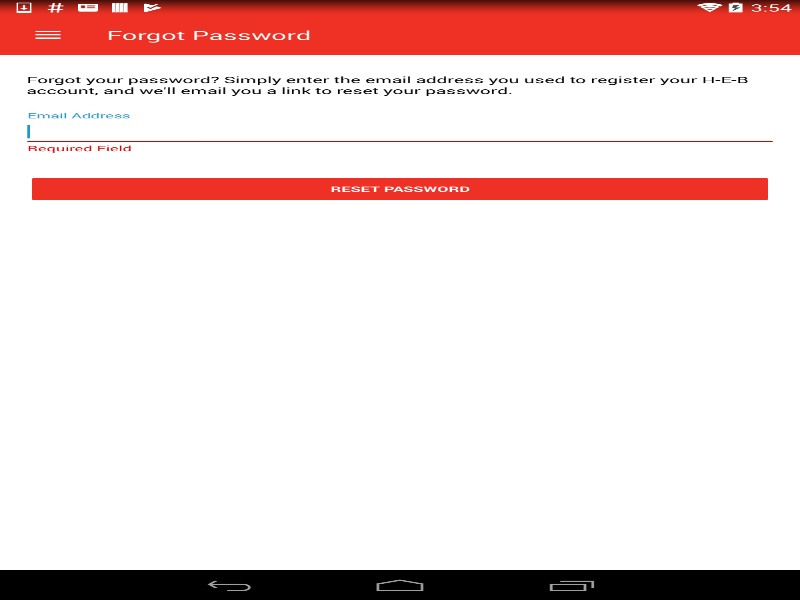 3:54
Forgot Password
Forgot your password? Simply enter the email address you used to register your H-E-B
account, and we'll email you a link to reset your password.
Email Address
Required Field
RESET PASSWORD